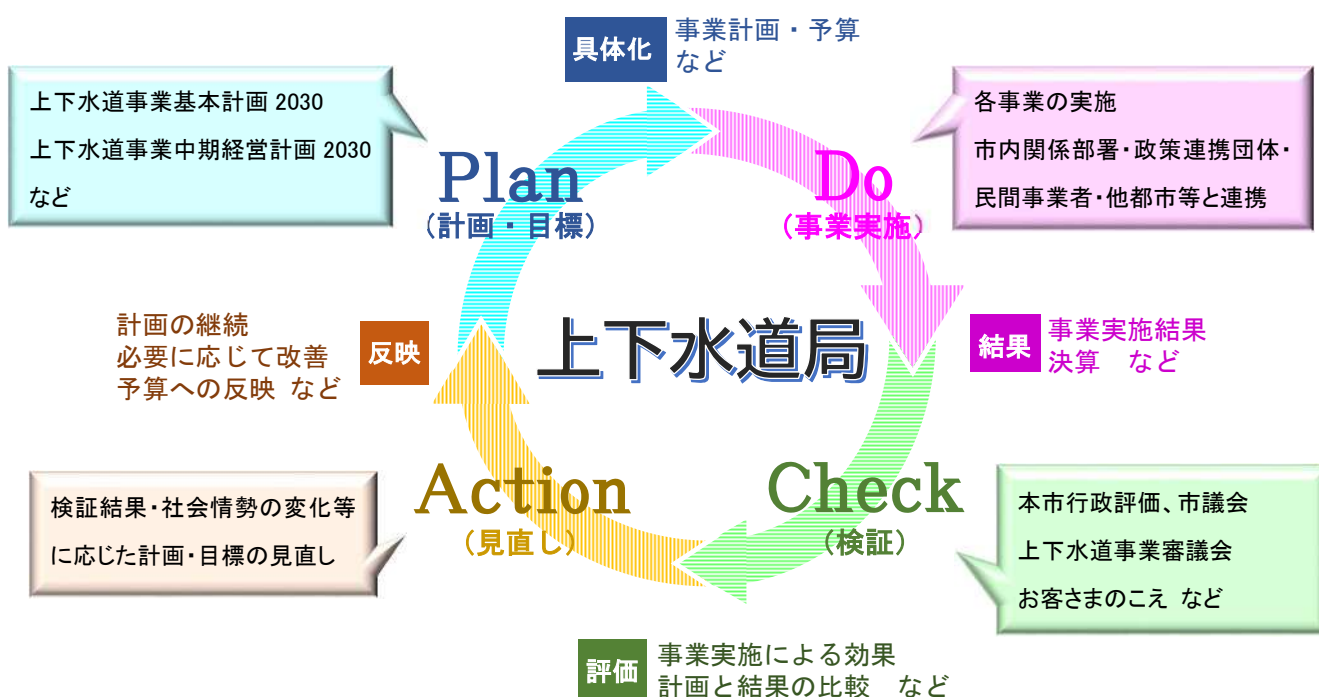 具体化
事業計画・予算
など
上下水道事業基本計画 2030
上下水道事業中期経営計画 2030
など
各事業の実施
市内関係部署・政策連携団体・
民間事業者・他都市等と連携
Plan
(計画・目標)
Do
(事業実施)
計画の継続
必要に応じて改善
予算への反映 など
反映
上下水道局
結果
事業実施結果
決算 など
Action
(見直し)
Check
(検証)
検証結果・社会情勢の変化等
に応じた計画・目標の見直し
本市行政評価、市議会
上下水道事業審議会
お客さまのこえ など
評価
事業実施による効果
計画と結果の比較 など